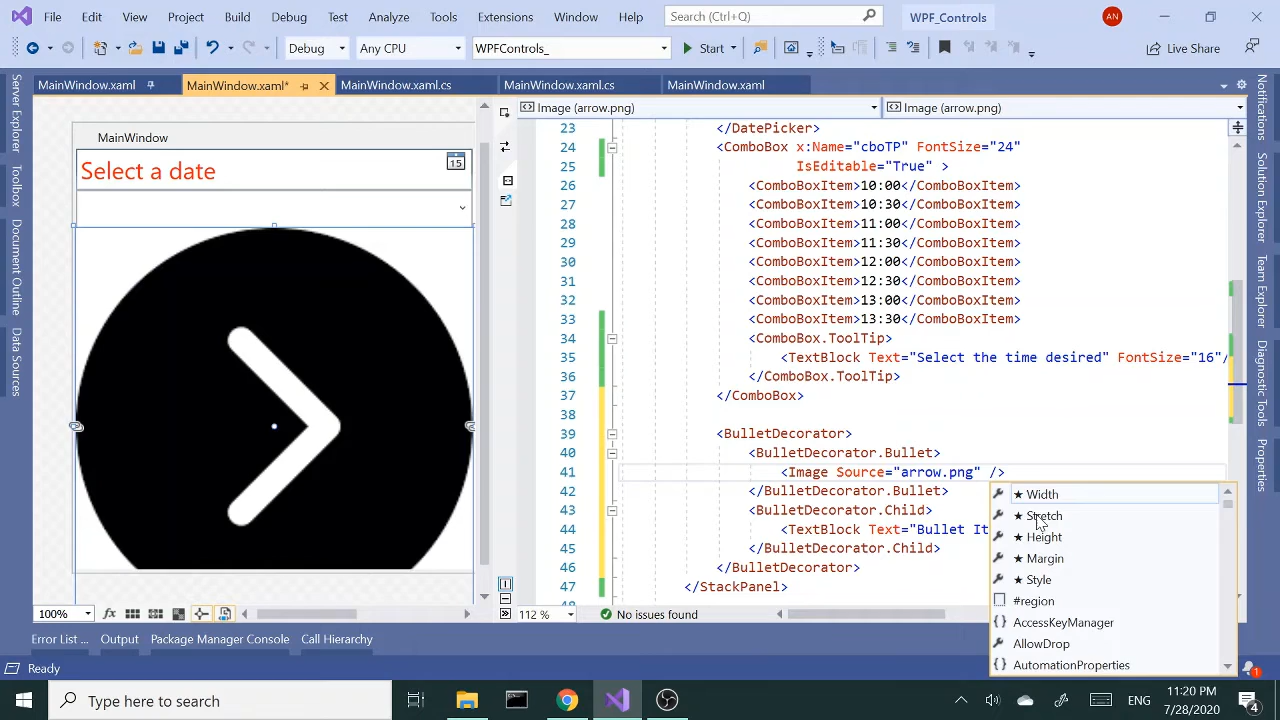 File Edit View Project Build Debug Test Analyze Tools Extensions Window Help Search (Ctrl+Q) WPF_Controls AN
Debug Any CPU WPFControls_ Start Live Share
MainWindow.xaml MainWindow.xaml* MainWindow.xaml.cs MainWindow.xaml.cs MainWindow.xaml
Server Explorer
Toolbox
Document Outline
Data Sources
MainWindow
Select a date 15
Image (arrow.png) Image (arrow.png)
23 </DatePicker>
24 <ComboBox x:Name="cboTP" FontSize="24"
25 IsEditable="True" >
26 <ComboBoxItem>10:00</ComboBoxItem>
27 <ComboBoxItem>10:30</ComboBoxItem>
28 <ComboBoxItem>11:00</ComboBoxItem>
29 <ComboBoxItem>11:30</ComboBoxItem>
30 <ComboBoxItem>12:00</ComboBoxItem>
31 <ComboBoxItem>12:30</ComboBoxItem>
32 <ComboBoxItem>13:00</ComboBoxItem>
33 <ComboBoxItem>13:30</ComboBoxItem>
34 <ComboBox.ToolTip>
35 <TextBlock Text="Select the time desired" FontSize="16"/
36 </ComboBox.ToolTip>
37 </ComboBox>
38
39 <BulletDecorator>
40 <BulletDecorator.Bullet>
41 <Image Source="arrow.png" />
42 </BulletDecorator.Bullet>
43 <BulletDecorator.Child>
44 <TextBlock Text="Bullet It
45 </BulletDecorator.Child>
46 </BulletDecorator>
47 </StackPanel>
★ Width
★ Stretch
★ Height
★ Margin
★ Style
#region
AccessKeyManager
AllowDrop
AutomationProperties
Notifications
Solution Explorer
Team Explorer
Diagnostic Tools
Properties
100% fx 112 % No issues found
Error List ... Output Package Manager Console Call Hierarchy
Ready 1
Type here to search ENG 11:20 PM
7/28/2020 4